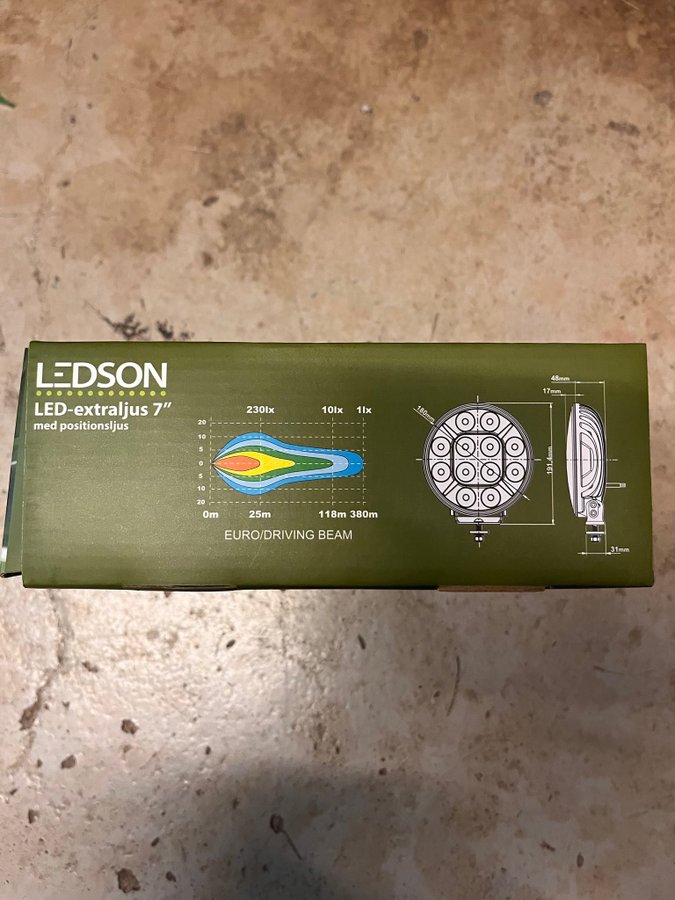 LEDSON
LED-extraljus 7”
med positionsljus
230lx 10lx 1lx
20
10
5
0
5
10
20
0m 25m 118m 380m
EURO/DRIVING BEAM
180mm
191,4mm
48mm
17mm
31mm